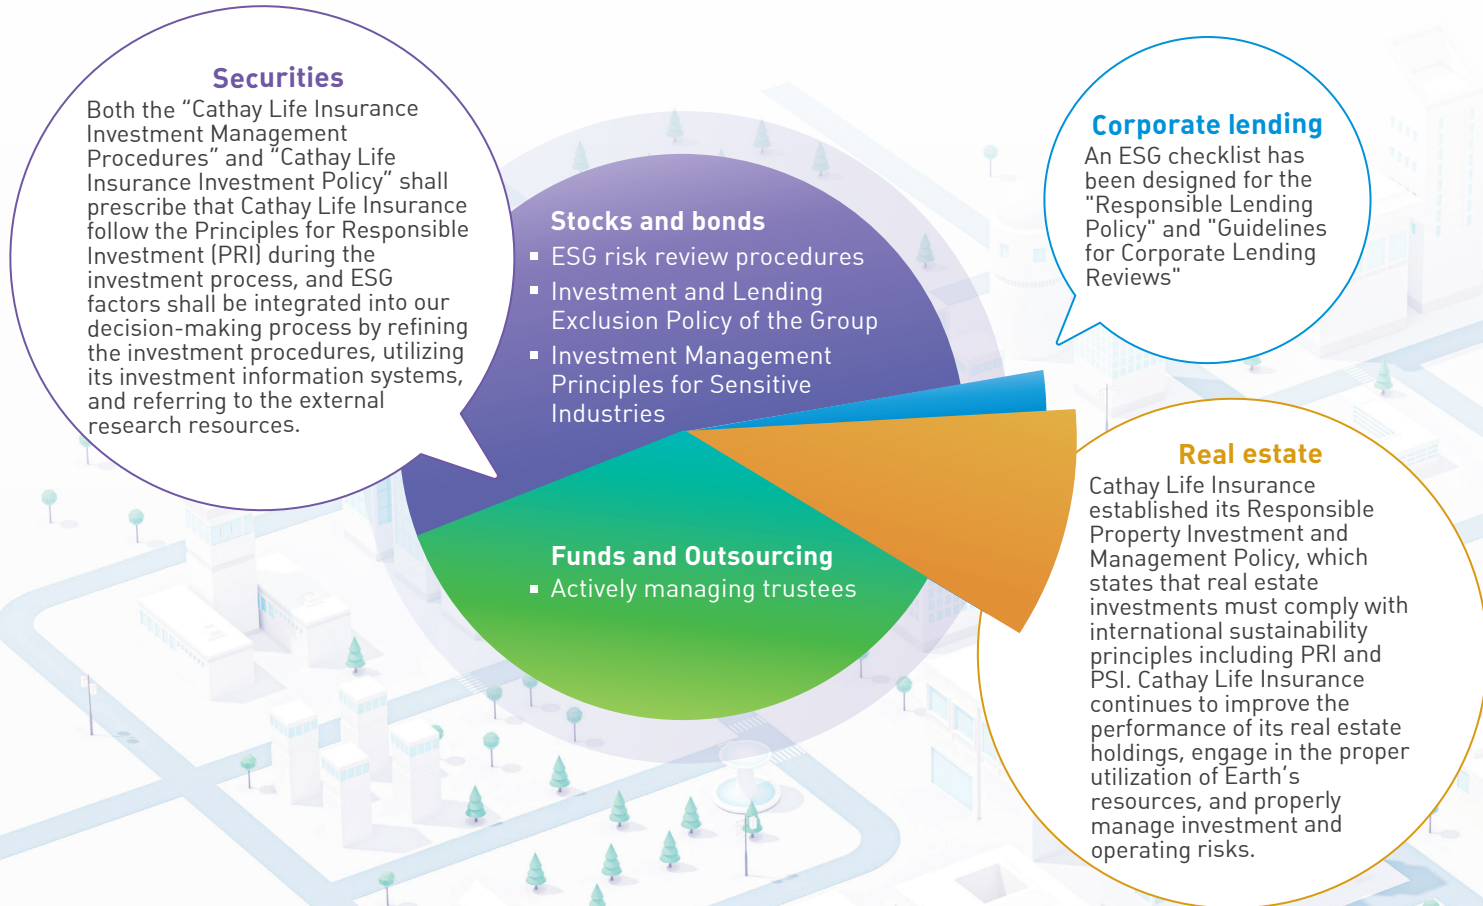 Securities
Both the “Cathay Life Insurance
Investment Management
Procedures” and “Cathay Life
Insurance Investment Policy” shall
prescribe that Cathay Life Insurance
follow the Principles for Responsible
Investment (PRI) during the
investment process, and ESG
factors shall be integrated into our
decision-making process by refining
the investment procedures, utilizing
its investment information systems,
and referring to the external
research resources.
Stocks and bonds
▪ ESG risk review procedures
▪ Investment and Lending
Exclusion Policy of the Group
▪ Investment Management
Principles for Sensitive
Industries
Funds and Outsourcing
▪ Actively managing trustees
Corporate lending
An ESG checklist has
been designed for the
"Responsible Lending
Policy" and "Guidelines
for Corporate Lending
Reviews"
Real estate
Cathay Life Insurance
established its Responsible
Property Investment and
Management Policy, which
states that real estate
investments must comply with
international sustainability
principles including PRI and
PSI. Cathay Life Insurance
continues to improve the
performance of its real estate
holdings, engage in the proper
utilization of Earth’s
resources, and properly
manage investment and
operating risks.